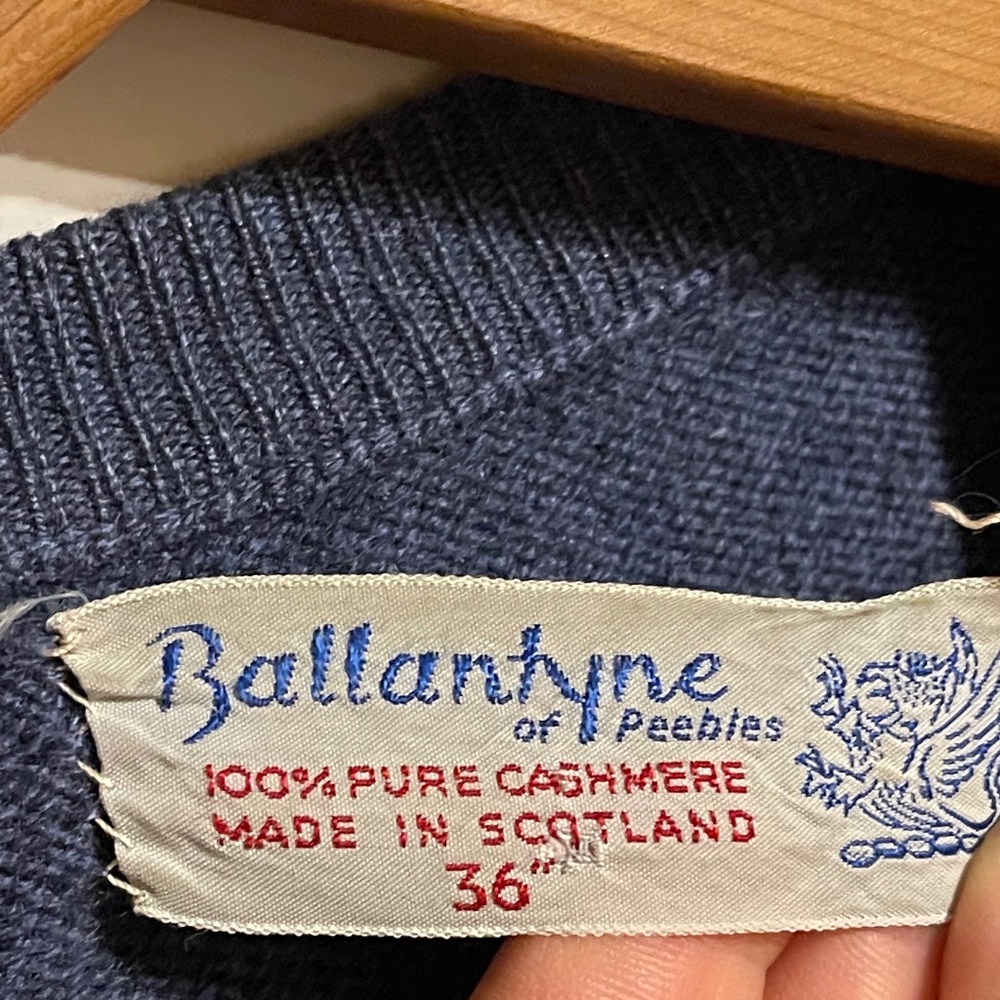 Ballantyne
of Peebles
100% PURE CASHMERE
MADE IN SCOTLAND
36"